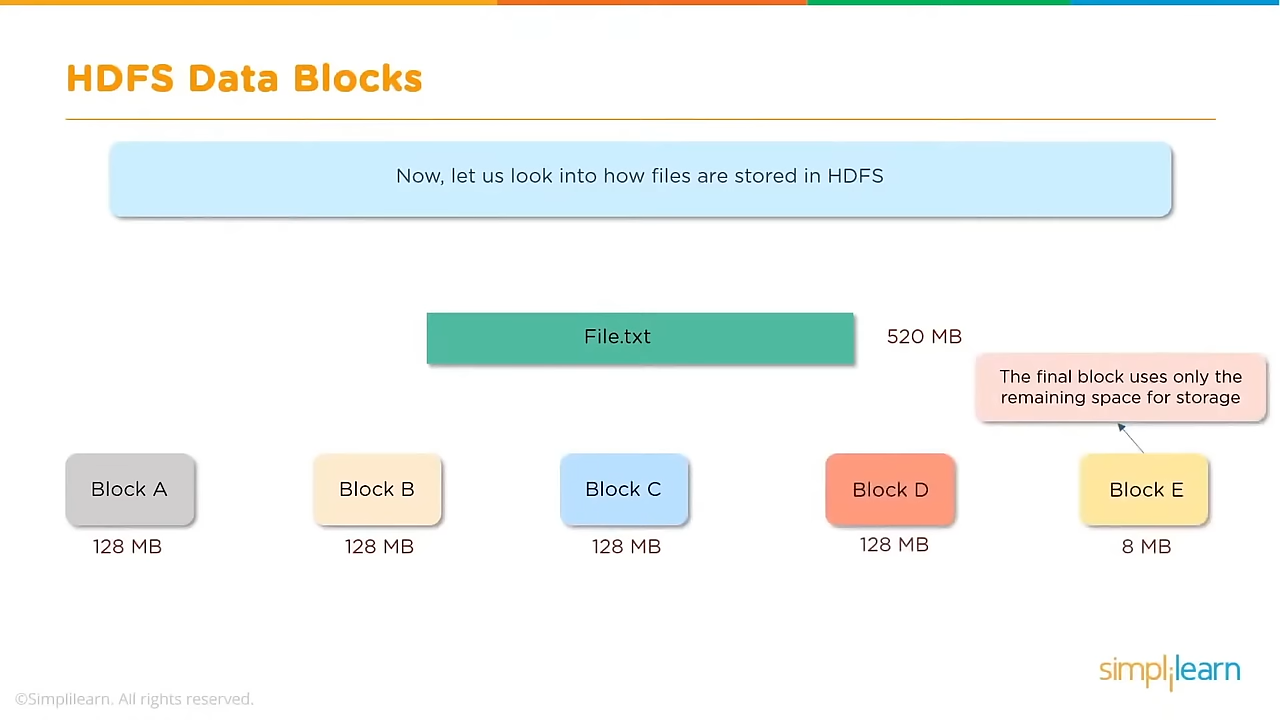 HDFS Data Blocks
Now, let us look into how files are stored in HDFS
File.txt
520 MB
The final block uses only the
remaining space for storage
Block A
Block B
Block C
Block D
Block E
128 MB
128 MB
128 MB
128 MB
8 MB
simplilearn
©Simplilearn. All rights reserved.